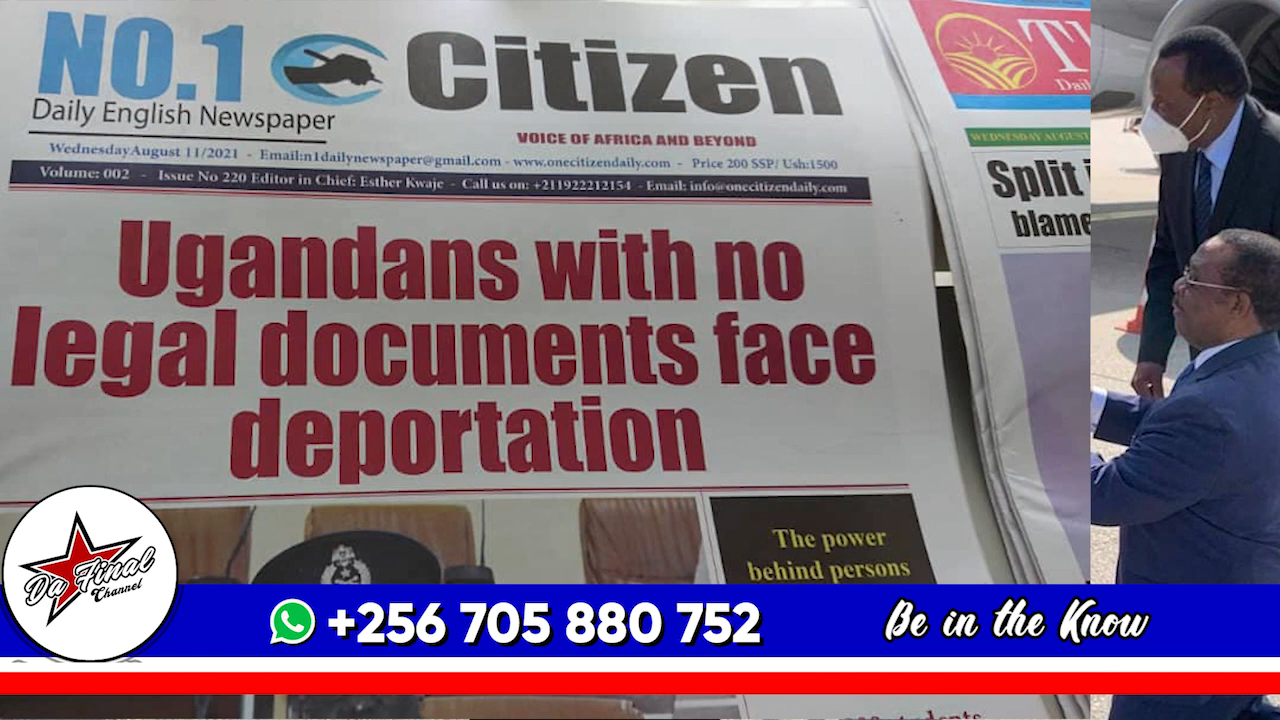 NO.1 Citizen
Daily English Newspaper
VOICE OF AFRICA AND BEYOND
Wednesday August 11/2021 - Email:n1dailynewspaper@gmail.com - www.onecitizendaily.com - Price 200 SSP/ Ush:1500
Volume: 002 - Issue No 220 Editor in Chief: Esther Kwaje - Call us on: +211922212154 - Email: info@onecitizendaily.com
Ugandans with no
legal documents face
deportation
The power
behind persons
WEDNESDAY AUGUST
Split
blame
Da Final
Channel
+256 705 880 752
Be in the Know
students